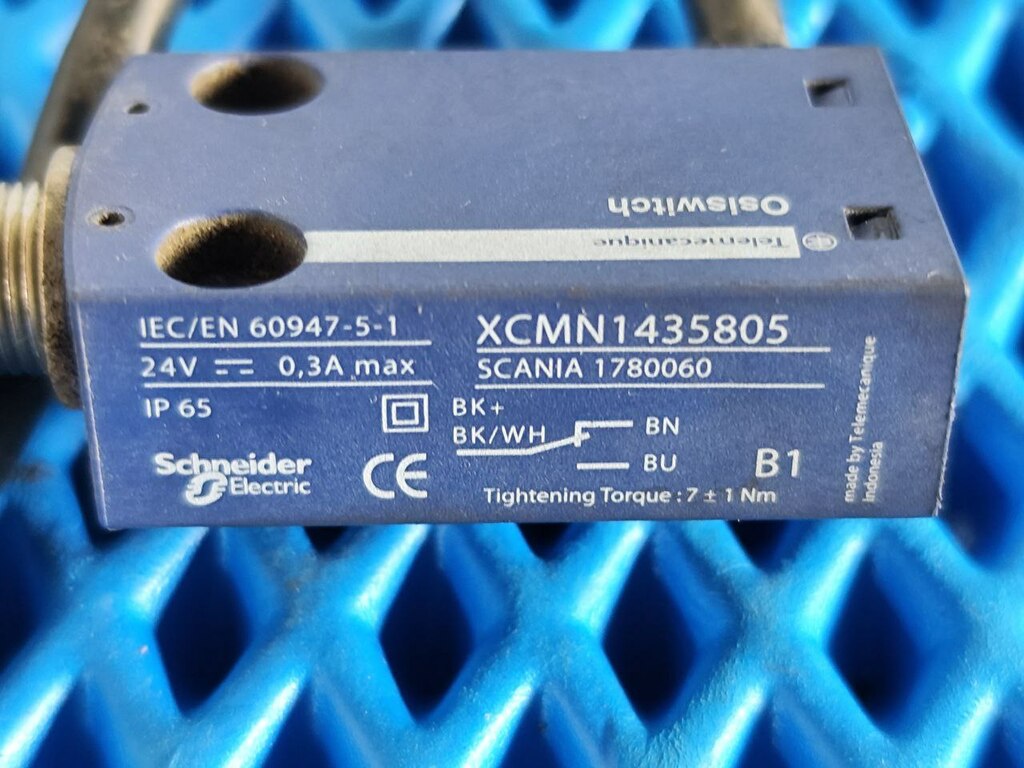 Osiswitch
Telemecanique
IEC/EN 60947-5-1
24V ⎓ 0,3A max
IP 65
Schneider
Electric
CE
XCMN1435805
SCANIA 1780060
BK+
BK/WH
BN
BU
B1
Tightening Torque : 7 ± 1 Nm
made by Telemecanique
Indonesia